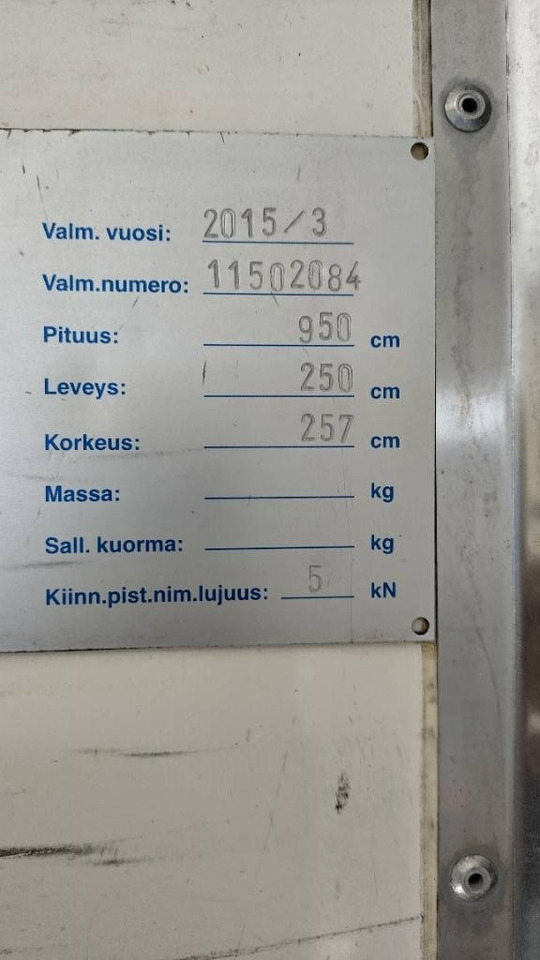 Valm. vuosi: 2015/3
Valm.numero: 11502084
Pituus: 950 cm
Leveys: 250 cm
Korkeus: 257 cm
Massa: kg
Sall. kuorma: kg
Kiinn.pist.nim.lujuus: 5 kN